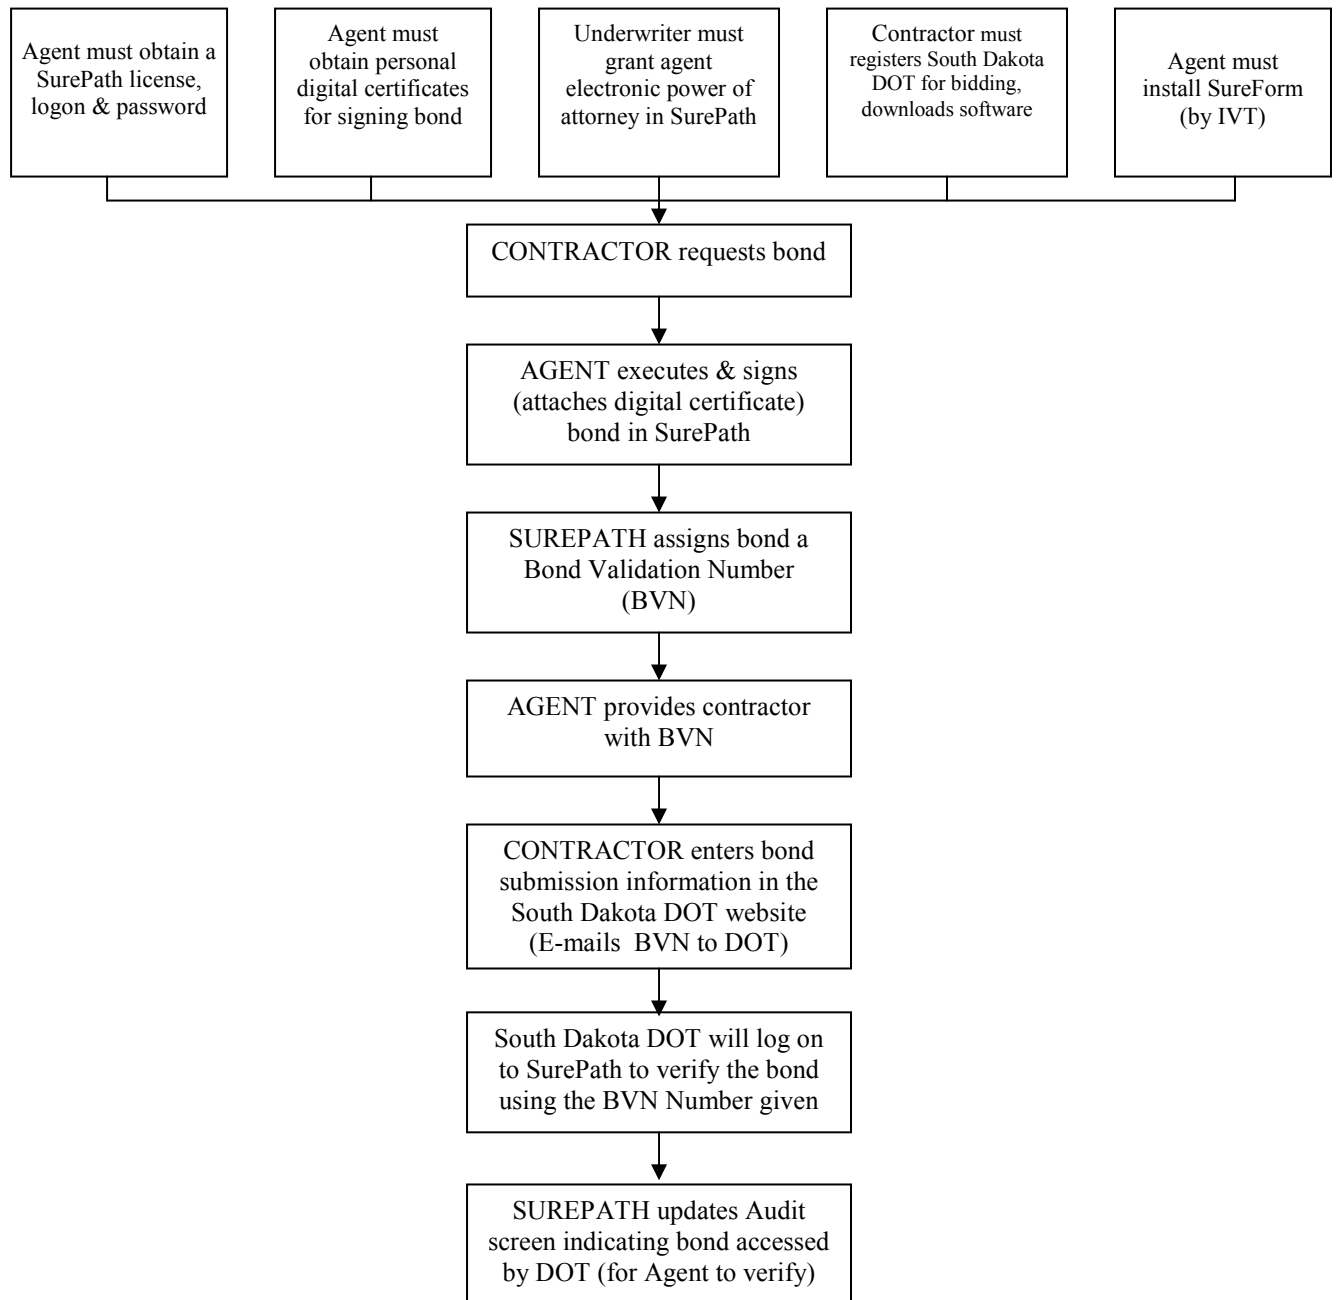 Agent must obtain a
SurePath license,
logon & password
Agent must
obtain personal
digital certificates
for signing bond
Underwriter must
grant agent
electronic power of
attorney in SurePath
Contractor must
registers South Dakota
DOT for bidding,
downloads software
Agent must
install SureForm
(by IVT)
CONTRACTOR requests bond
AGENT executes & signs
(attaches digital certificate)
bond in SurePath
SUREPATH assigns bond a
Bond Validation Number
(BVN)
AGENT provides contractor
with BVN
CONTRACTOR enters bond
submission information in the
South Dakota DOT website
(E-mails BVN to DOT)
South Dakota DOT will log on
to SurePath to verify the bond
using the BVN Number given
SUREPATH updates Audit
screen indicating bond accessed
by DOT (for Agent to verify)